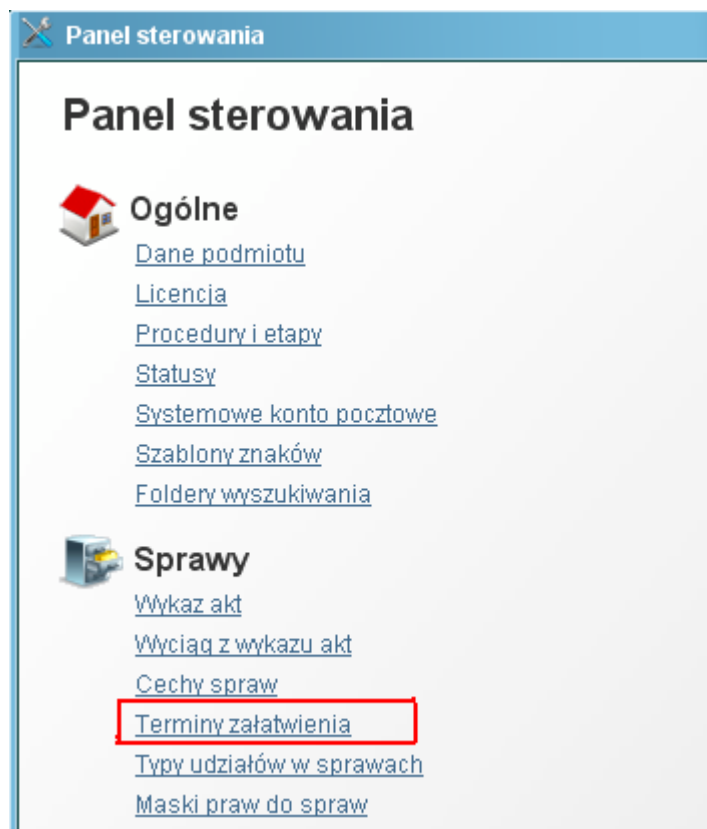 Panel sterowania
Panel sterowania
Ogólne
Dane podmiotu
Licencja
Procedury i etapy
Statusy
Systemowe konto pocztowe
Szablony znaków
Foldery wyszukiwania
Sprawy
Wykaz akt
Wyciąg z wykazu akt
Cechy spraw
Terminy załatwienia
Typy udziałów w sprawach
Maski praw do spraw